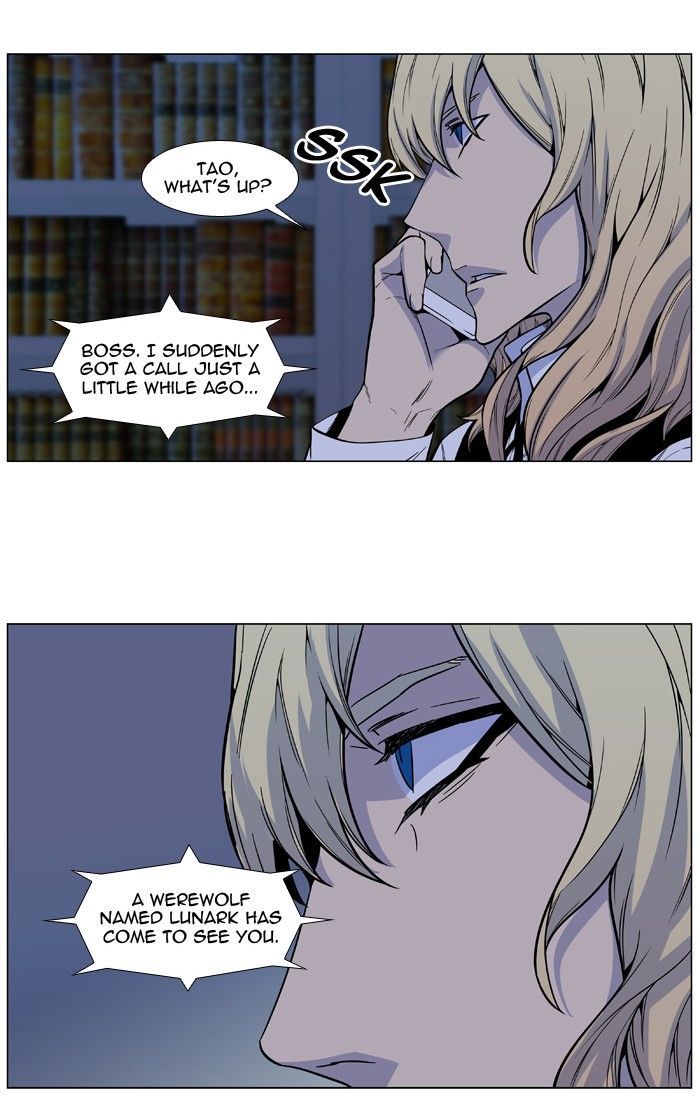 TAO,
WHAT'S UP?
SSK
BOSS. I SUDDENLY
GOT A CALL JUST A
LITTLE WHILE AGO...
A WEREWOLF
NAMED LUNARK HAS
COME TO SEE YOU.